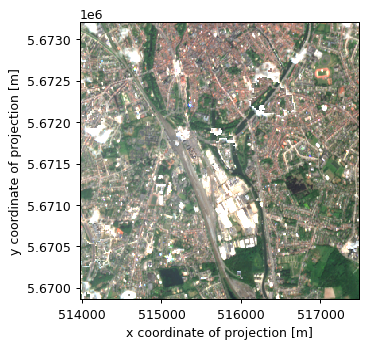 1e6
5.6730
5.6725
5.6720
5.6715
5.6710
5.6705
5.6700
y coordinate of projection [m]
514000 515000 516000 517000
x coordinate of projection [m]